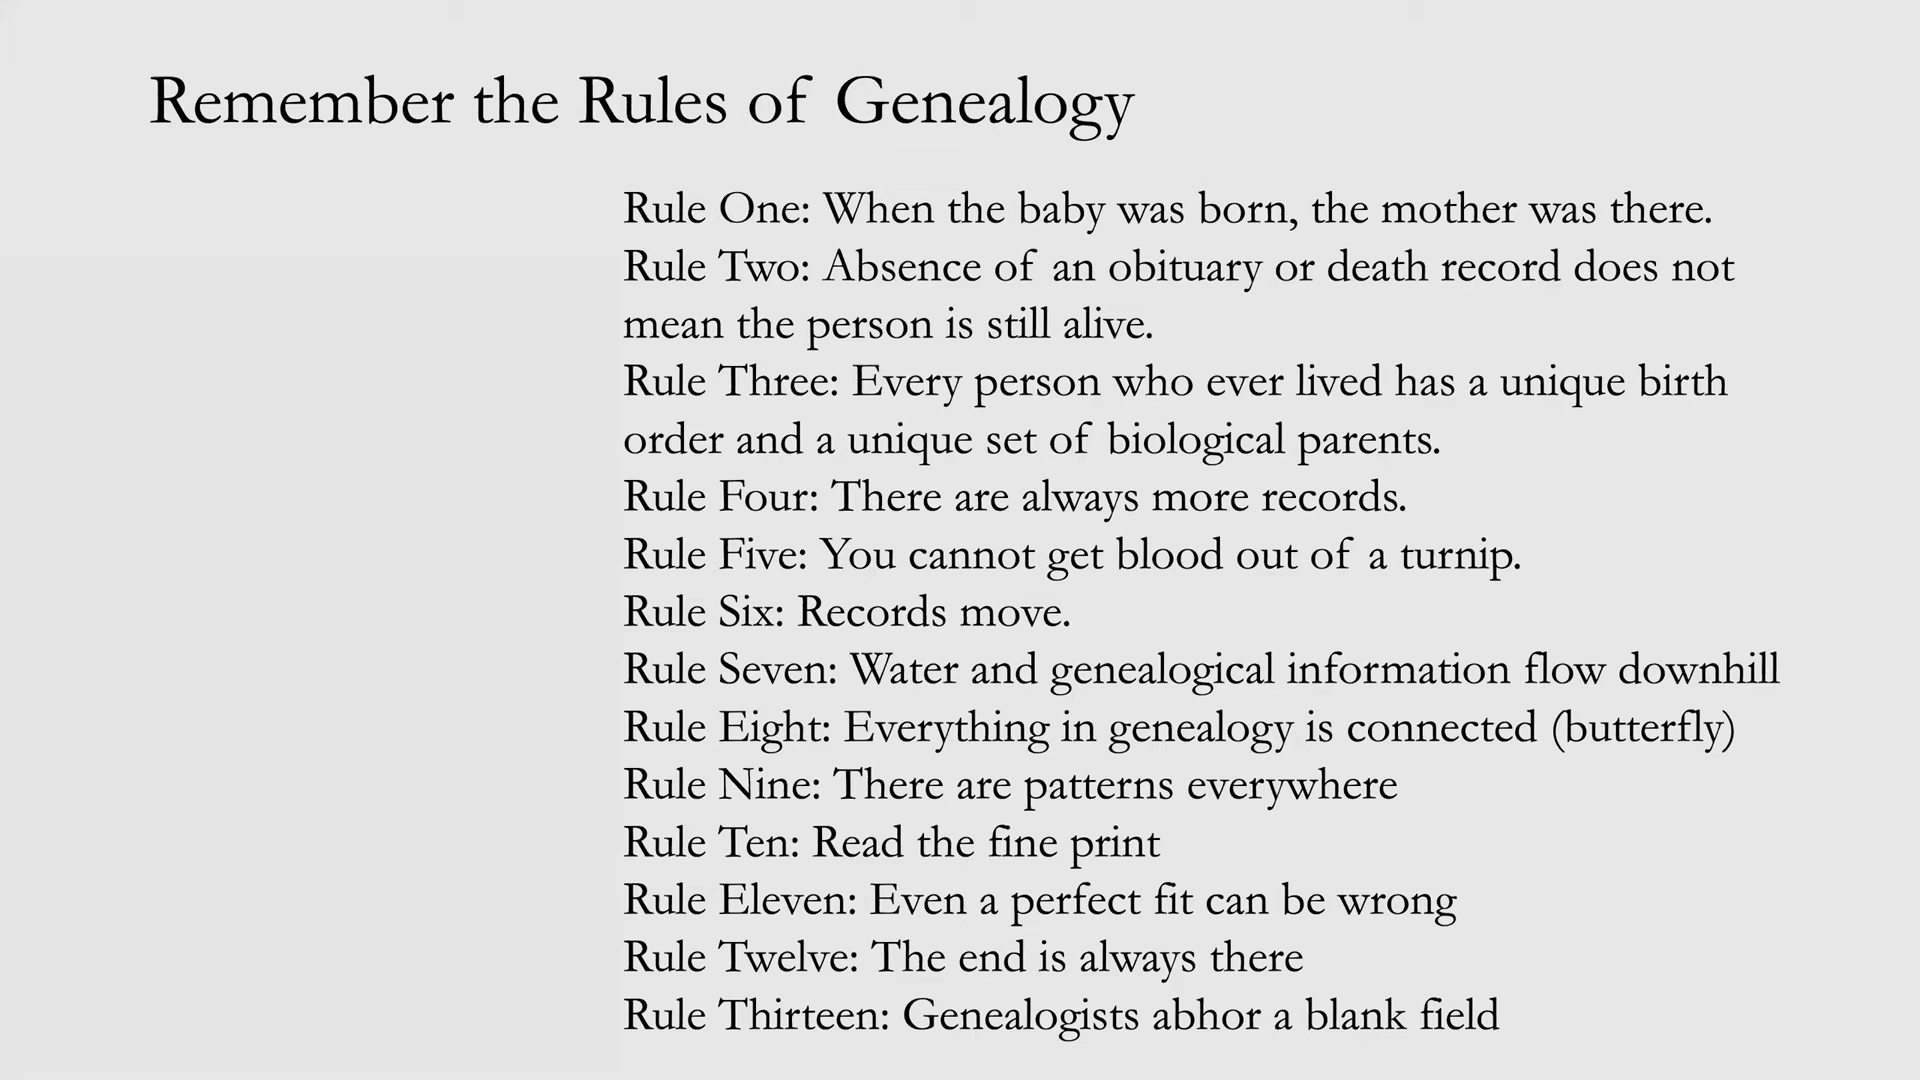 Remember the Rules of Genealogy
Rule One: When the baby was born, the mother was there.
Rule Two: Absence of an obituary or death record does not
mean the person is still alive.
Rule Three: Every person who ever lived has a unique birth
order and a unique set of biological parents.
Rule Four: There are always more records.
Rule Five: You cannot get blood out of a turnip.
Rule Six: Records move.
Rule Seven: Water and genealogical information flow downhill
Rule Eight: Everything in genealogy is connected (butterfly)
Rule Nine: There are patterns everywhere
Rule Ten: Read the fine print
Rule Eleven: Even a perfect fit can be wrong
Rule Twelve: The end is always there
Rule Thirteen: Genealogists abhor a blank field